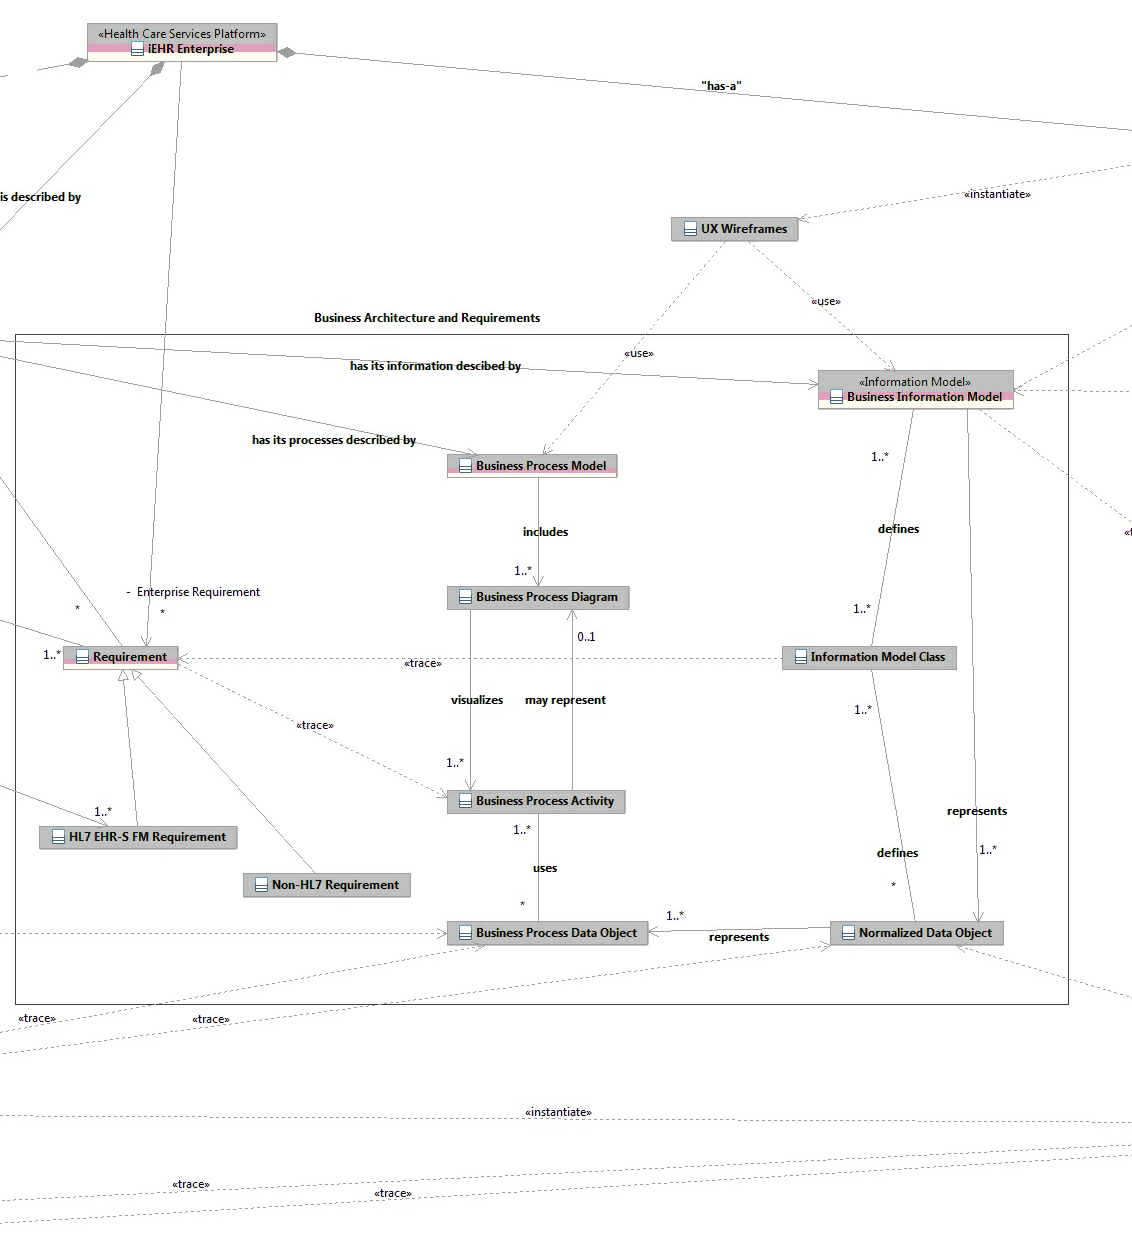 «Health Care Services Platform»
iEHR Enterprise
"has-a"
is described by
«instantiate»
UX Wireframes
«use»
Business Architecture and Requirements
«use»
has its information descibed by
«Information Model»
Business Information Model
has its processes described by
1..*
Business Process Model
includes
defines
1..*
- Enterprise Requirement
Business Process Diagram
*
*
1..*
0..1
1..*
Requirement
«trace»
Information Model Class
visualizes
may represent
1..*
«trace»
1..*
Business Process Activity
1..*
represents
HL7 EHR-S FM Requirement
1..*
1..*
defines
uses
Non-HL7 Requirement
*
*
1..*
Business Process Data Object
represents
Normalized Data Object
«trace»
«trace»
«instantiate»
«trace»
«trace»